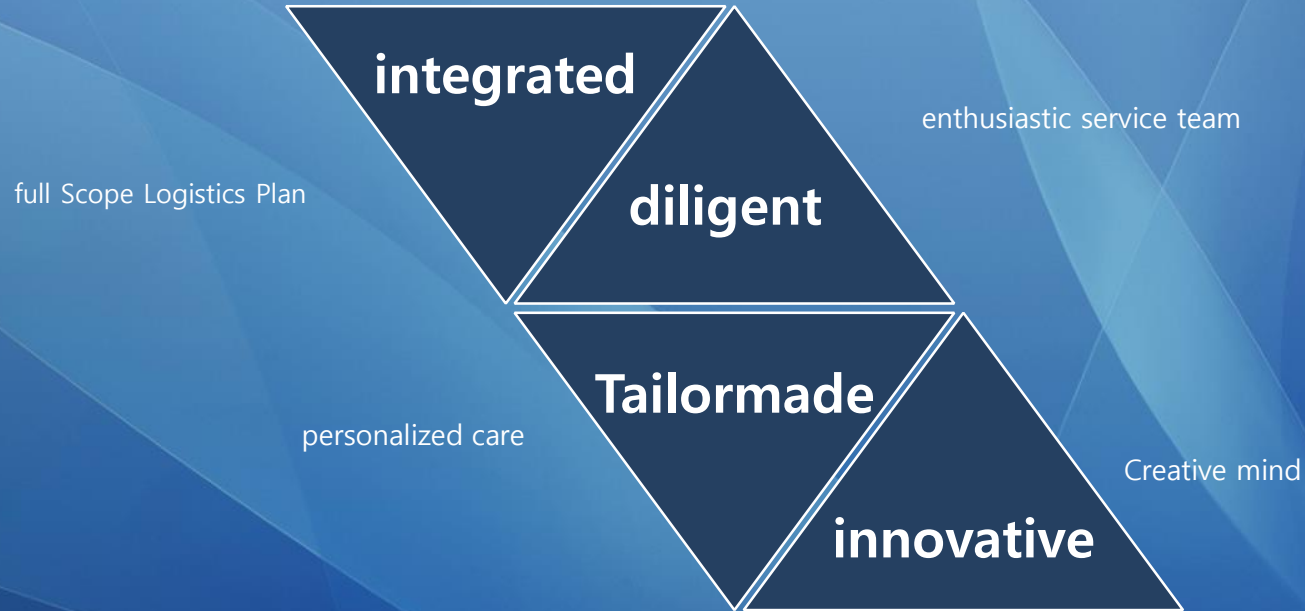 integrated
enthusiastic service team
full Scope Logistics Plan
diligent
Tailormade
personalized care
Creative mind
innovative